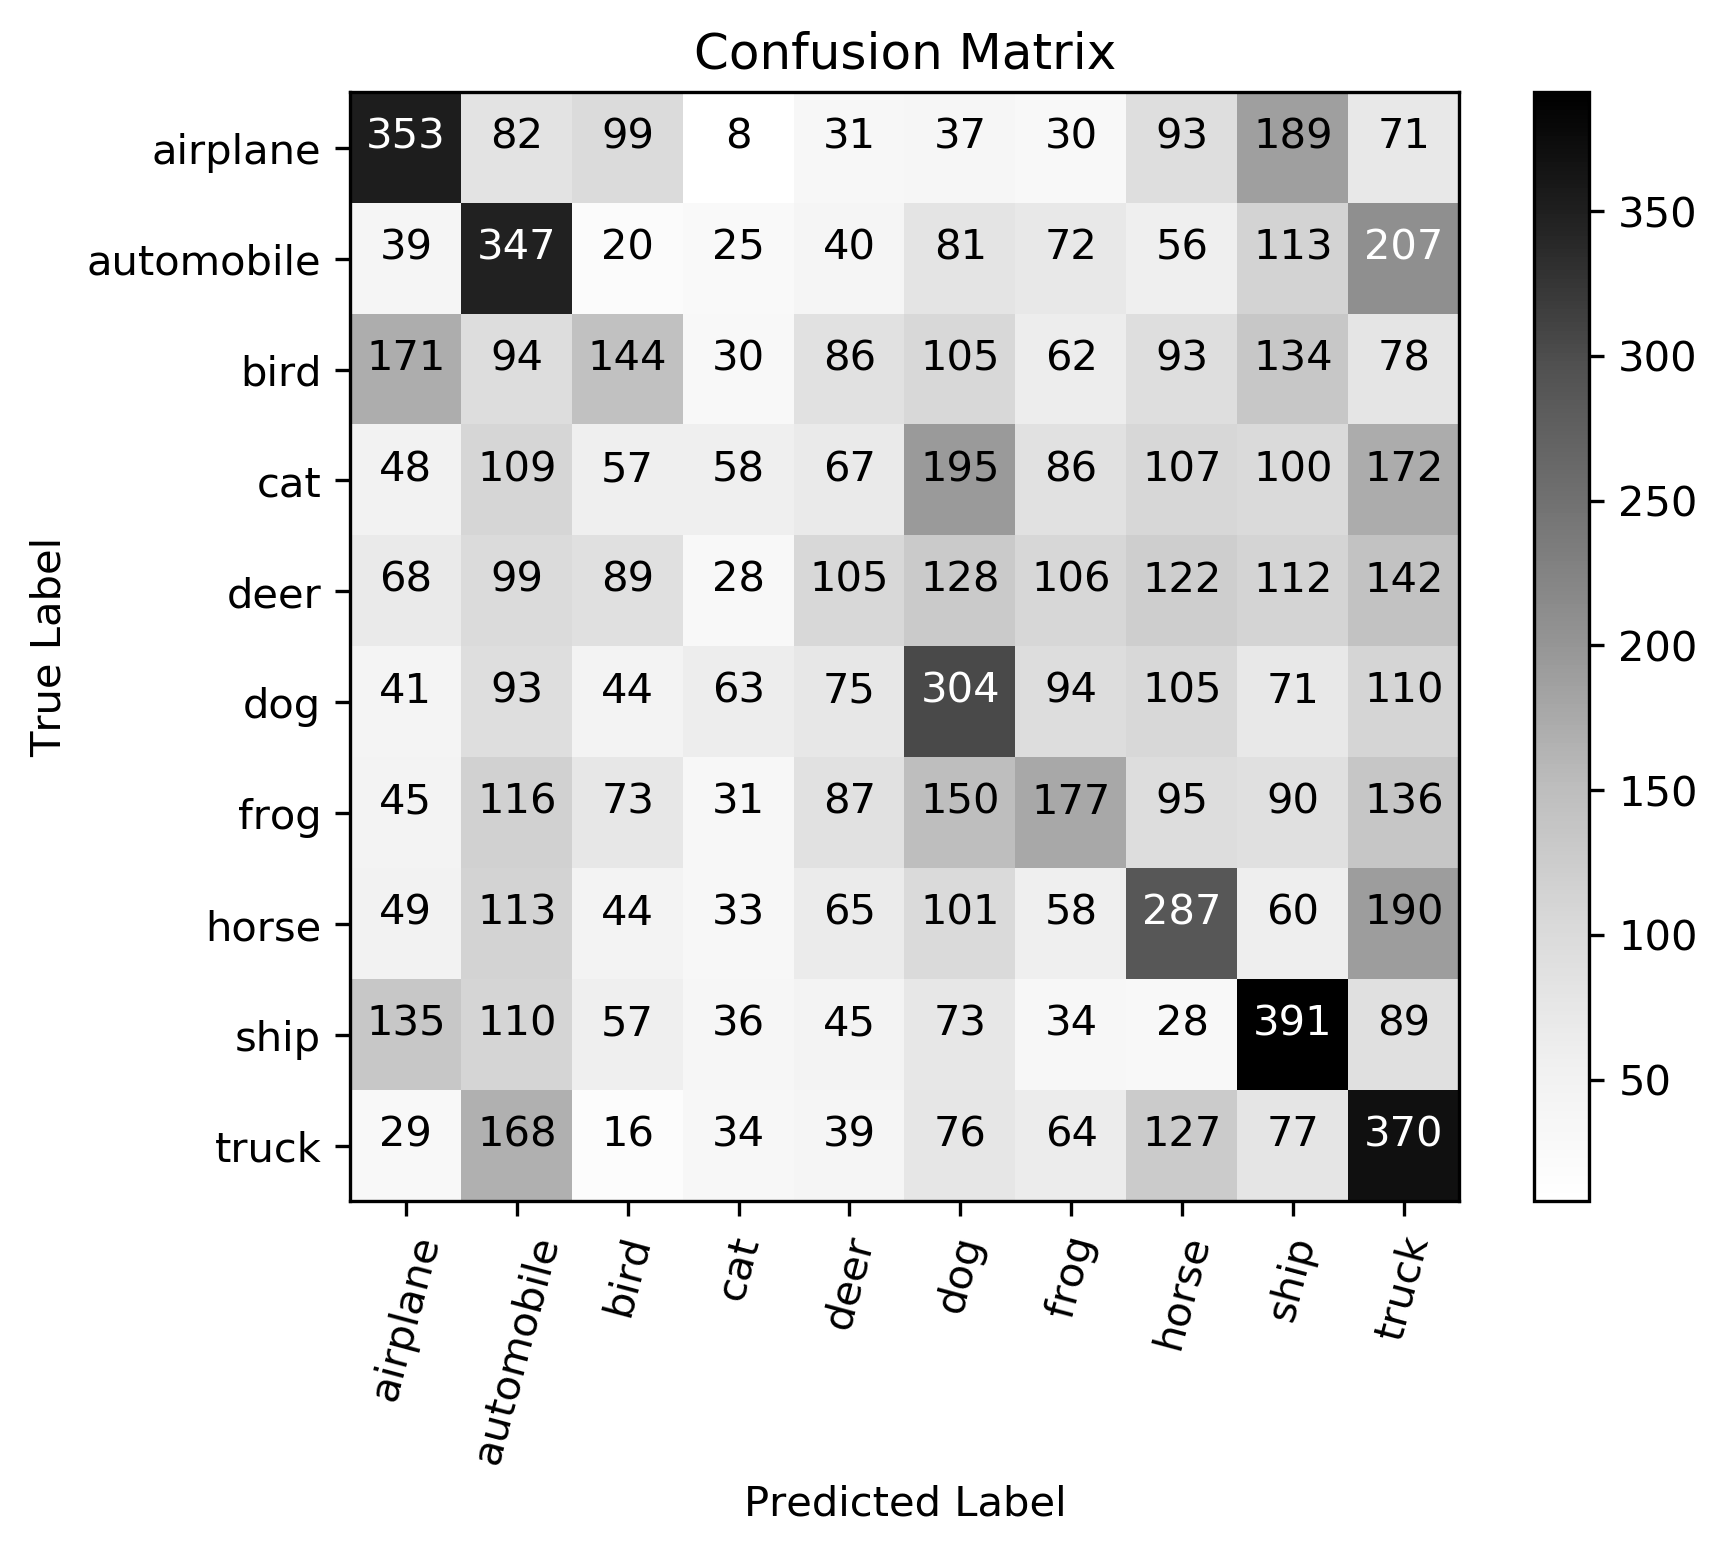 Confusion Matrix
airplane 353 82 99 8 31 37 30 93 189 71
automobile 39 347 20 25 40 81 72 56 113 207
bird 171 94 144 30 86 105 62 93 134 78
cat 48 109 57 58 67 195 86 107 100 172
deer 68 99 89 28 105 128 106 122 112 142
dog 41 93 44 63 75 304 94 105 71 110
frog 45 116 73 31 87 150 177 95 90 136
horse 49 113 44 33 65 101 58 287 60 190
ship 135 110 57 36 45 73 34 28 391 89
truck 29 168 16 34 39 76 64 127 77 370
True Label
airplane automobile bird cat deer dog frog horse ship truck
Predicted Label
350
300
250
200
150
100
50